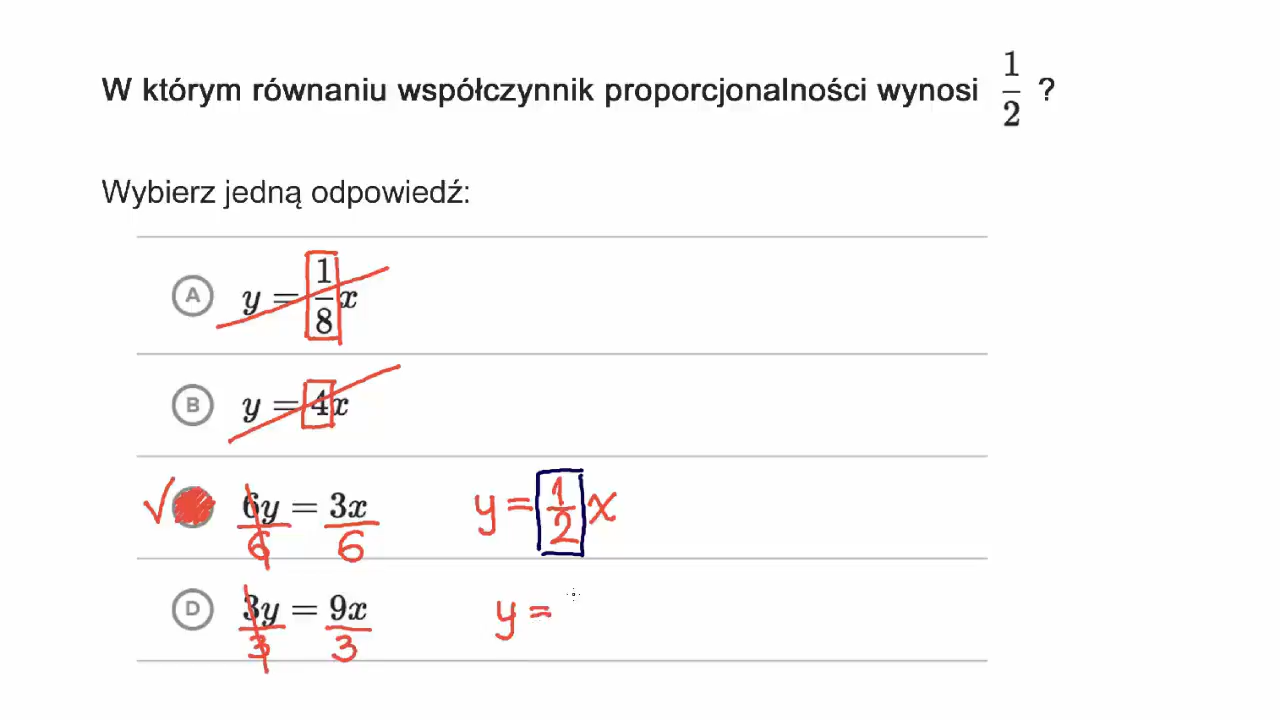 W którym równaniu współczynnik proporcjonalności wynosi 1/2 ?
Wybierz jedną odpowiedź:
A y = 1/8 x
B y = 4x
√ 6y/6 = 3x/6 y = 1/2 x
D 3y/3 = 9x/3 y =